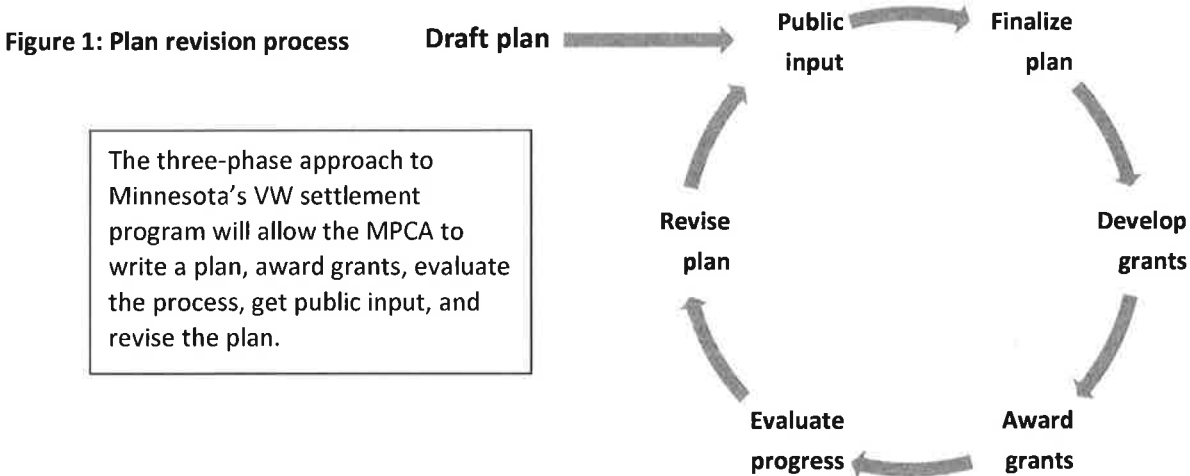 Figure 1: Plan revision process
Draft plan
Public
input
Finalize
plan
The three-phase approach to
Minnesota's VW settlement
program will allow the MPCA to
write a plan, award grants, evaluate
the process, get public input, and
revise the plan.
Develop
grants
Award
grants
Evaluate
progress
Revise
plan